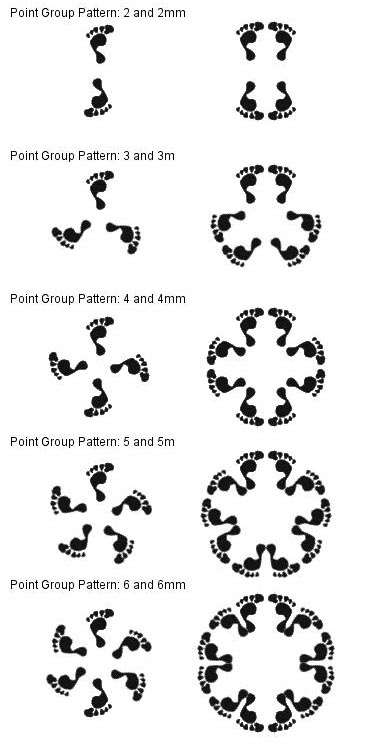 Point Group Pattern: 2 and 2mm
Point Group Pattern: 3 and 3m
Point Group Pattern: 4 and 4mm
Point Group Pattern: 5 and 5m
Point Group Pattern: 6 and 6mm